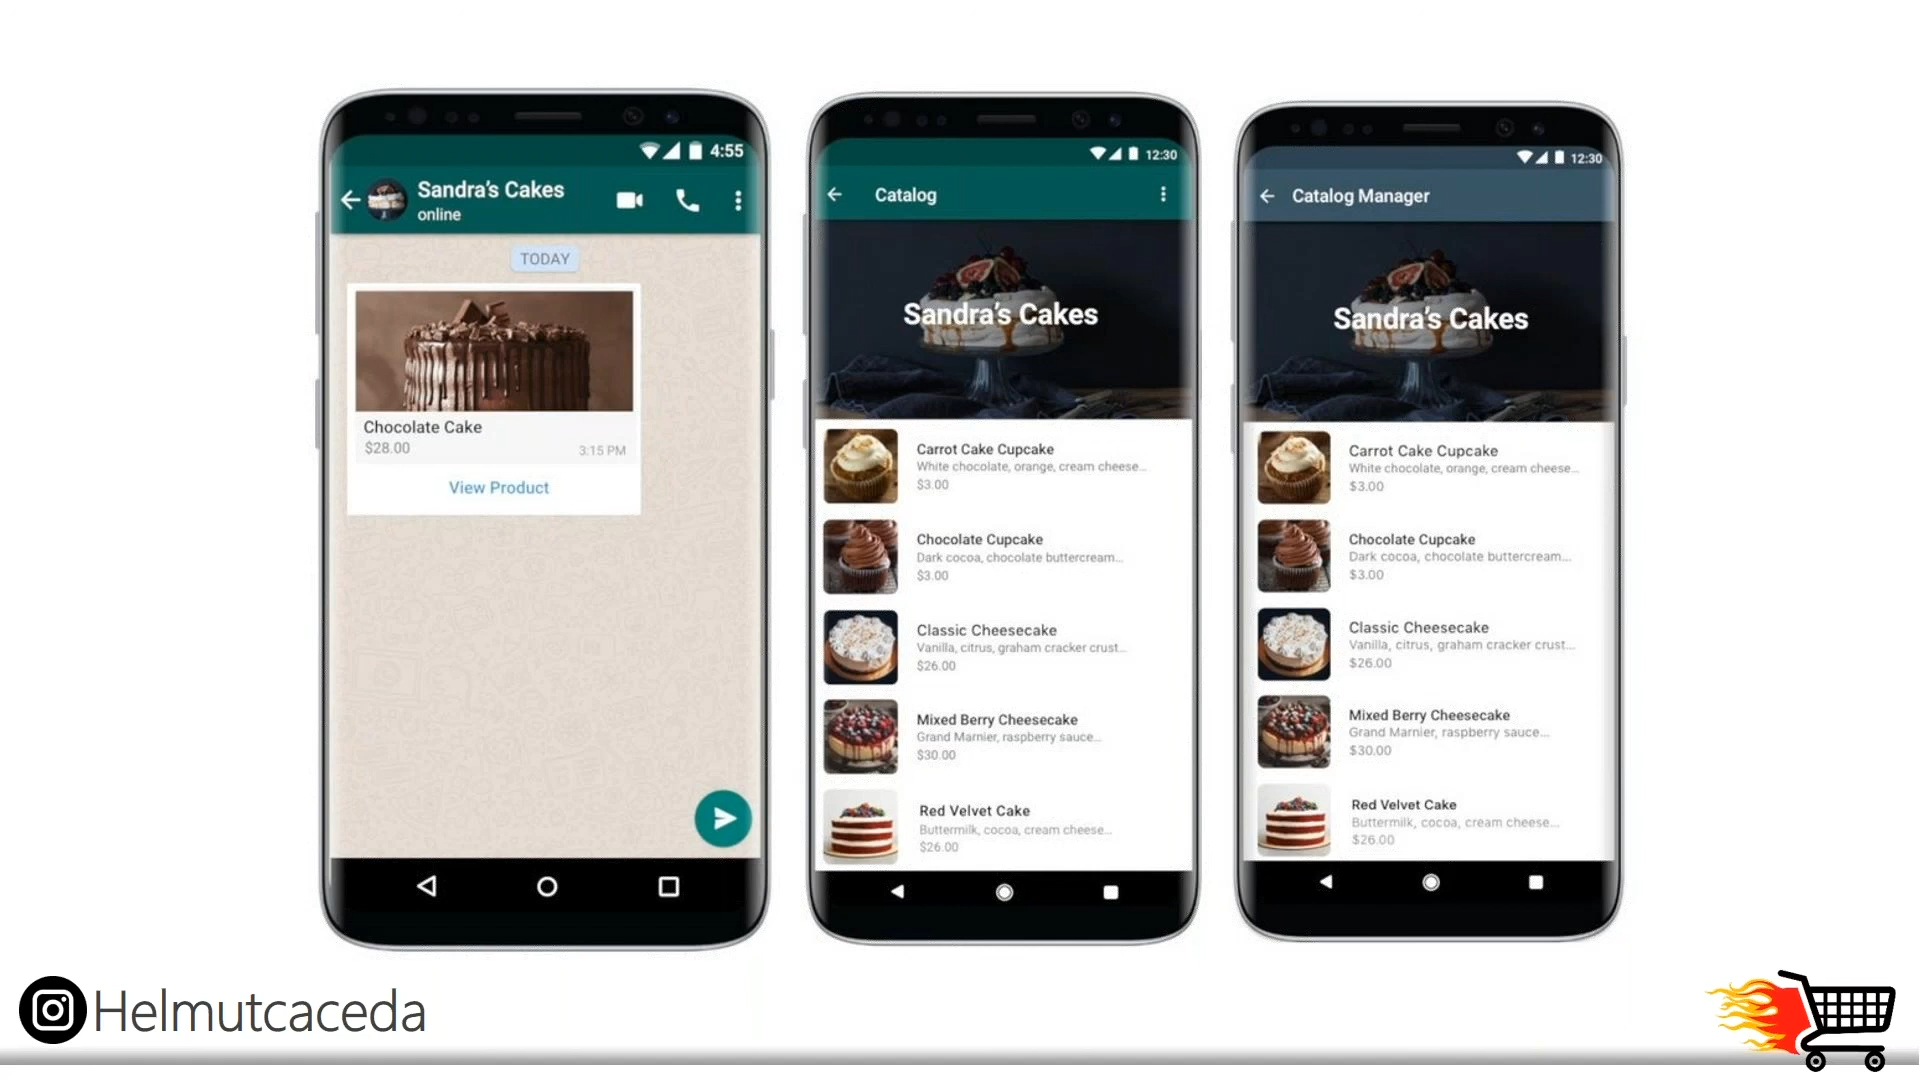 4:55
Sandra's Cakes
online
TODAY
Chocolate Cake
$28.00
3:15 PM
View Product
12:30
Catalog
Sandra's Cakes
Carrot Cake Cupcake
White chocolate, orange, cream cheese...
$3.00
Chocolate Cupcake
Dark cocoa, chocolate buttercream...
$3.00
Classic Cheesecake
Vanilla, citrus, graham cracker crust...
$26.00
Mixed Berry Cheesecake
Grand Marnier, raspberry sauce...
$30.00
Red Velvet Cake
Buttermilk, cocoa, cream cheese...
$26.00
12:30
Catalog Manager
Sandra's Cakes
Carrot Cake Cupcake
White chocolate, orange, cream cheese...
$3.00
Chocolate Cupcake
Dark cocoa, chocolate buttercream...
$3.00
Classic Cheesecake
Vanilla, citrus, graham cracker crust...
$26.00
Mixed Berry Cheesecake
Grand Marnier, raspberry sauce...
$30.00
Red Velvet Cake
Buttermilk, cocoa, cream cheese...
$26.00
Helmutcaceda